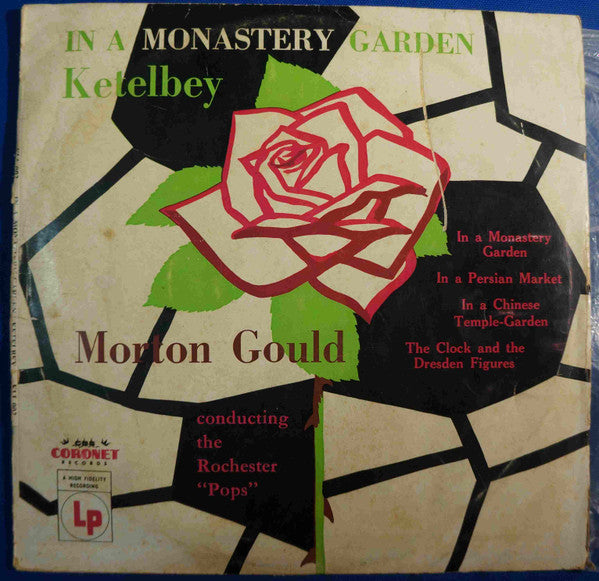 IN A MONASTERY GARDEN
Ketelbey
In a Monastery
Garden
In a Persian Market
In a Chinese
Temple-Garden
The Clock and the
Dresden Figures
Morton Gould
conducting
the
Rochester
"Pops"
CORONET
RECORDS
A HIGH FIDELITY
RECORDING
LP